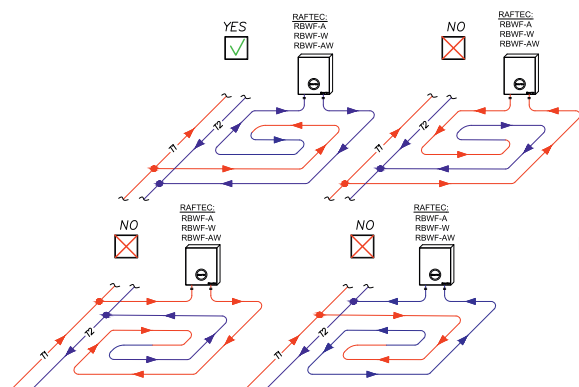 YES
RAFTEC:
RBWF-A
RBWF-W
RBWF-AW
T1
T2
NO
RAFTEC:
RBWF-A
RBWF-W
RBWF-AW
T1
T2
NO
RAFTEC:
RBWF-A
RBWF-W
RBWF-AW
T1
T2
NO
RAFTEC:
RBWF-A
RBWF-W
RBWF-AW
T1
T2